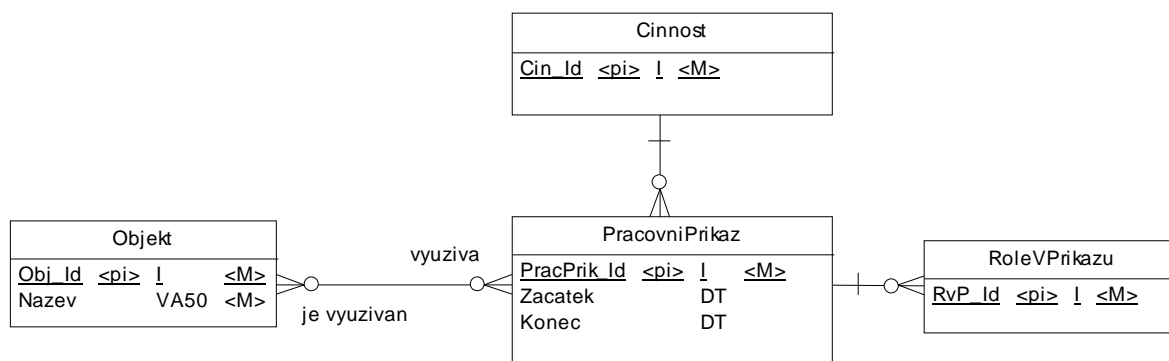 Cinnost
Cin_Id <pi> I <M>
Objekt
Obj_Id <pi> I <M>
Nazev VA50 <M>
vyuziva
je vyuzivan
PracovniPrikaz
PracPrik_Id <pi> I <M>
Zacatek DT
Konec DT
RoleVPrikazu
RvP_Id <pi> I <M>